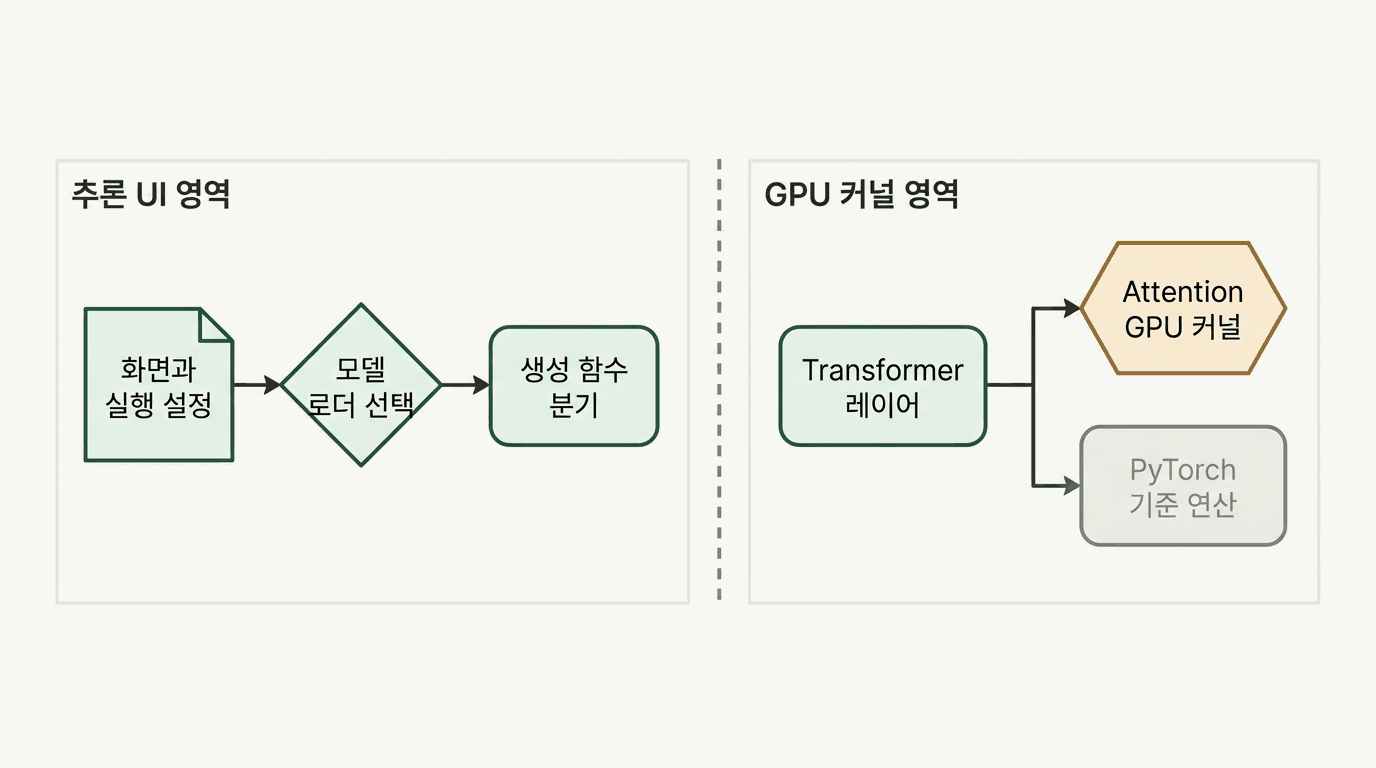 추론 UI 영역
화면과
실행 설정
모델
로더 선택
생성 함수
분기
GPU 커널 영역
Transformer
레이어
Attention
GPU 커널
PyTorch
기준 연산